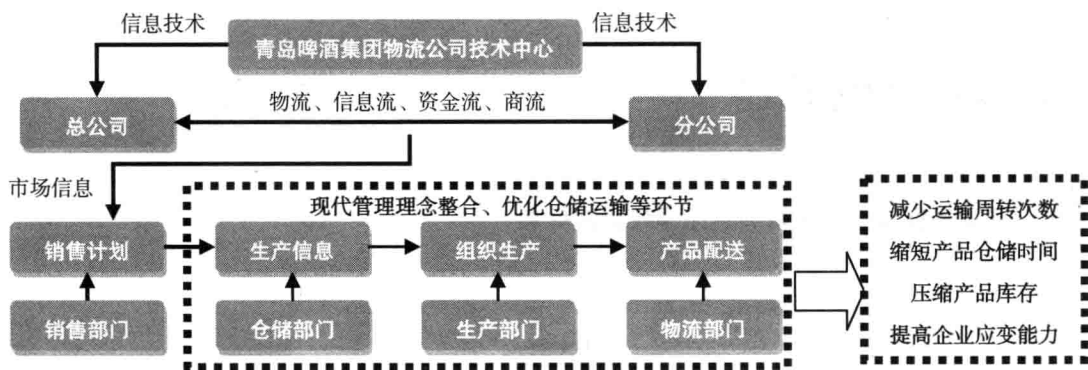 信息技术
青岛啤酒集团物流公司技术中心
信息技术
总公司
物流、信息流、资金流、商流
分公司
市场信息
现代管理理念整合、优化仓储运输等环节
销售计划
生产信息
组织生产
产品配送
销售部门
仓储部门
生产部门
物流部门
减少运输周转次数
缩短产品仓储时间
压缩产品库存
提高企业应变能力